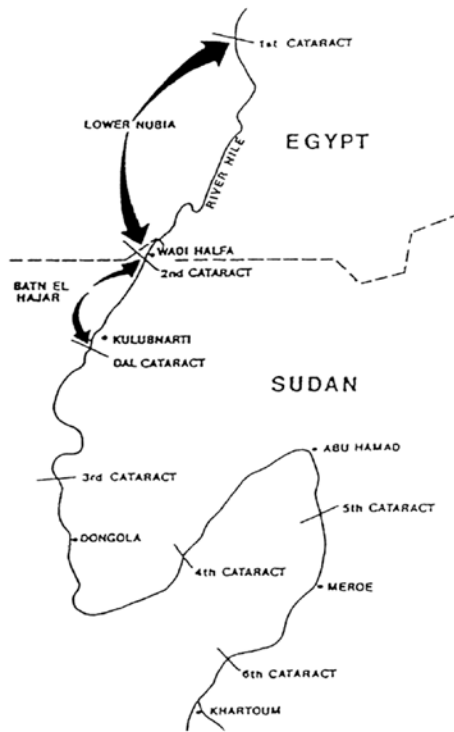 1st CATARACT
LOWER NUBIA
EGYPT
RIVER NILE
WADI HALFA
2nd CATARACT
BATN EL
HAJAR
KULUBNARTI
DAL CATARACT
SUDAN
ABU HAMAD
3rd CATARACT
5th CATARACT
DONGOLA
4th CATARACT
MEROE
6th CATARACT
KHARTOUM